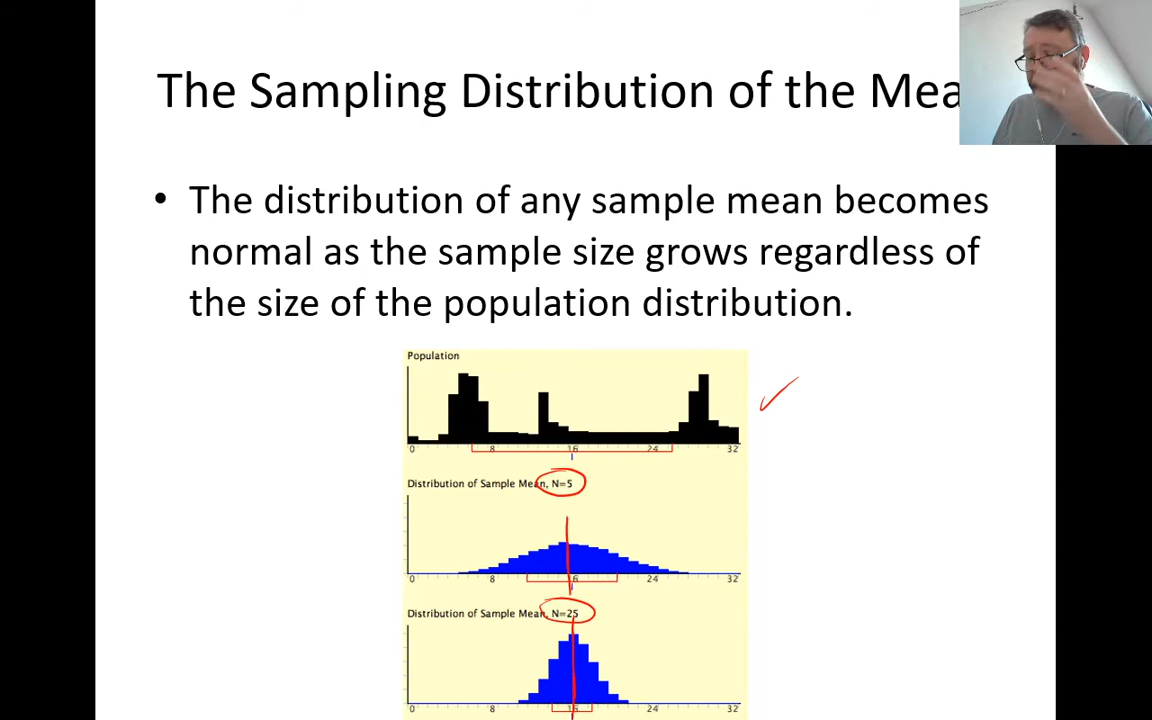 The Sampling Distribution of the Mea
• The distribution of any sample mean becomes
normal as the sample size grows regardless of
the size of the population distribution.
Population
0 8 16 24 32
Distribution of Sample Mean, N=5
0 8 16 24 32
Distribution of Sample Mean, N=25
0 8 16 24 32